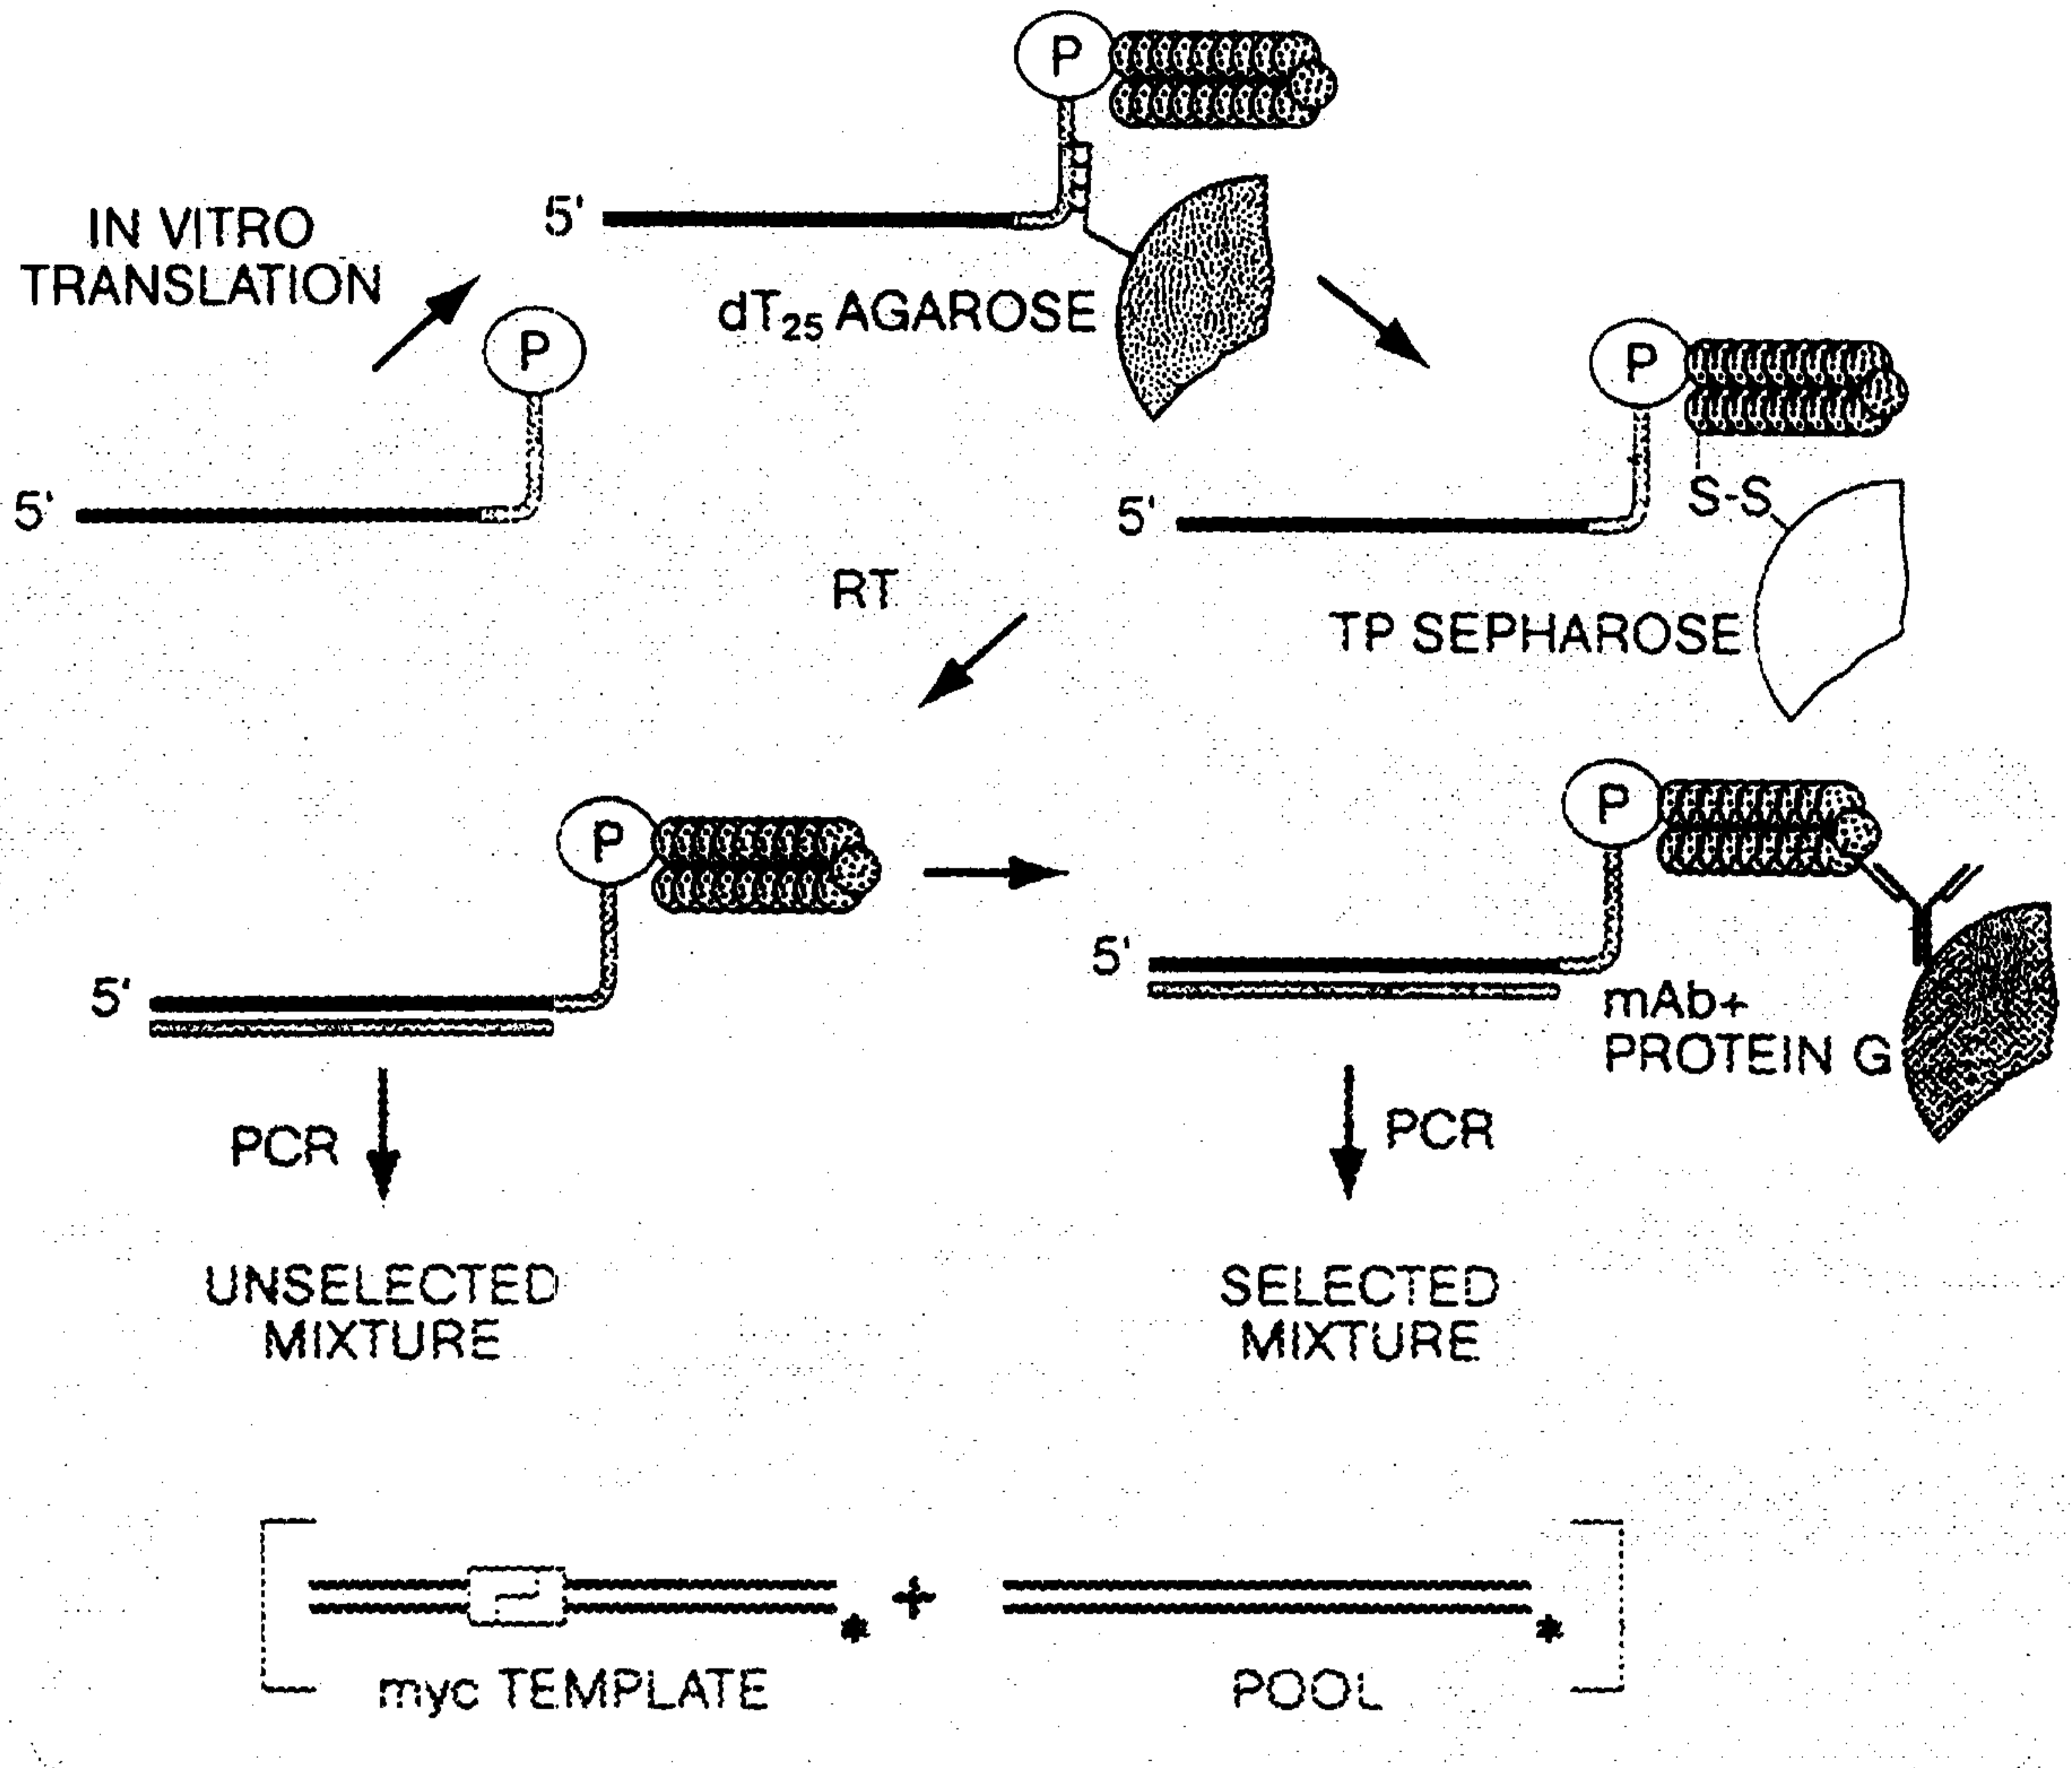 P
IN VITRO
TRANSLATION
5'
dT25 AGAROSE
P
5'
P
5'
S-S
TP SEPHAROSE
RT
P
5'
P
5'
mAb+
PROTEIN G
PCR
PCR
UNSELECTED
MIXTURE
SELECTED
MIXTURE
* + *
myc TEMPLATE
POOL